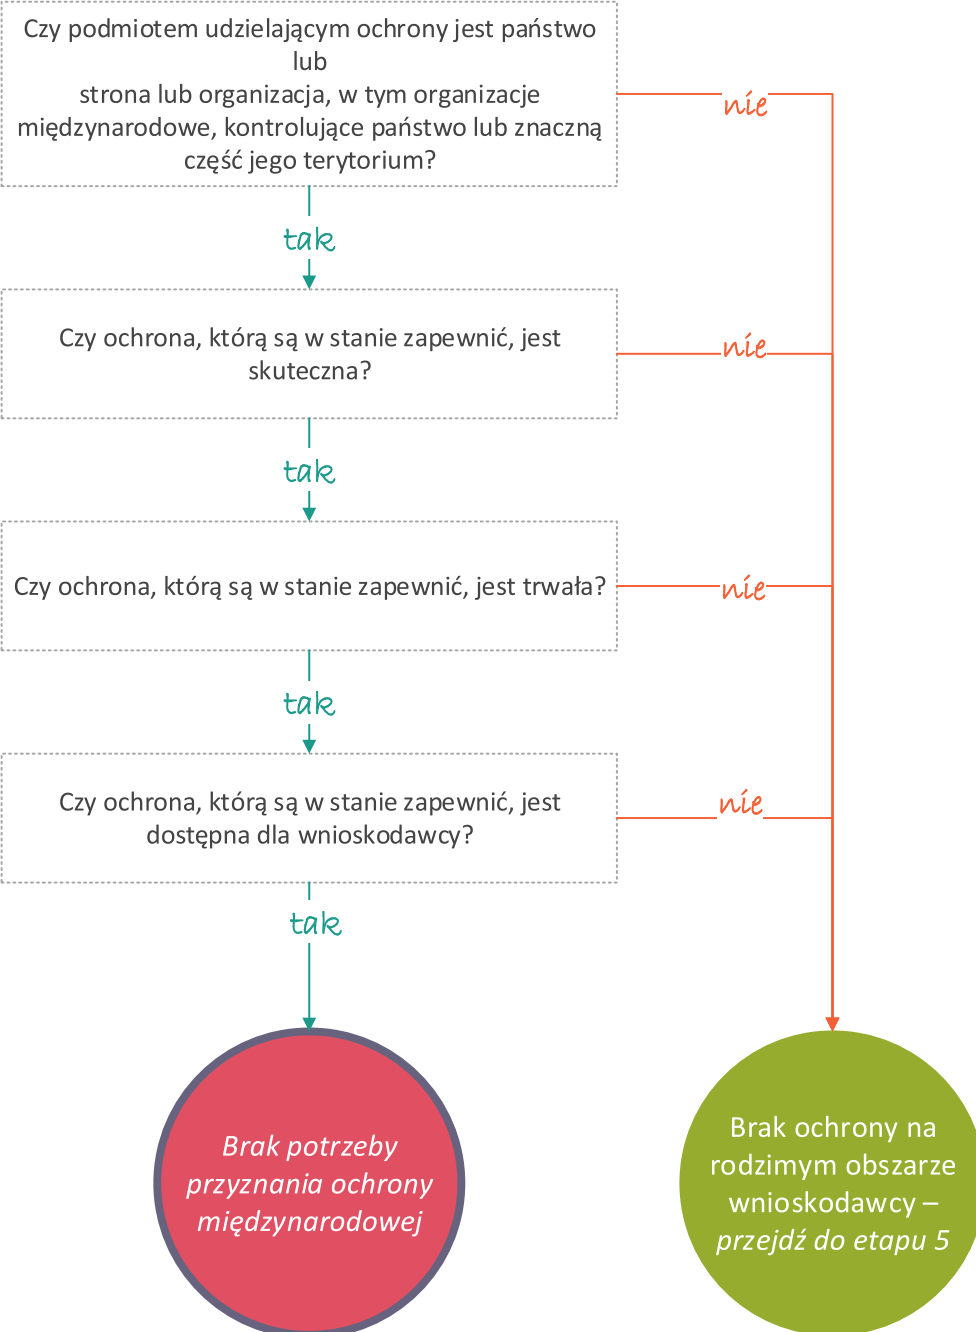 Czy podmiotem udzielającym ochrony jest państwo
lub
strona lub organizacja, w tym organizacje
międzynarodowe, kontrolujące państwo lub znaczną
część jego terytorium?
nie
tak
Czy ochrona, którą są w stanie zapewnić, jest
skuteczna?
nie
tak
Czy ochrona, którą są w stanie zapewnić, jest trwała?
nie
tak
Czy ochrona, którą są w stanie zapewnić, jest
dostępna dla wnioskodawcy?
nie
tak
Brak potrzeby
przyznania ochrony
międzynarodowej
Brak ochrony na
rodzimym obszarze
wnioskodawcy –
przejdź do etapu 5